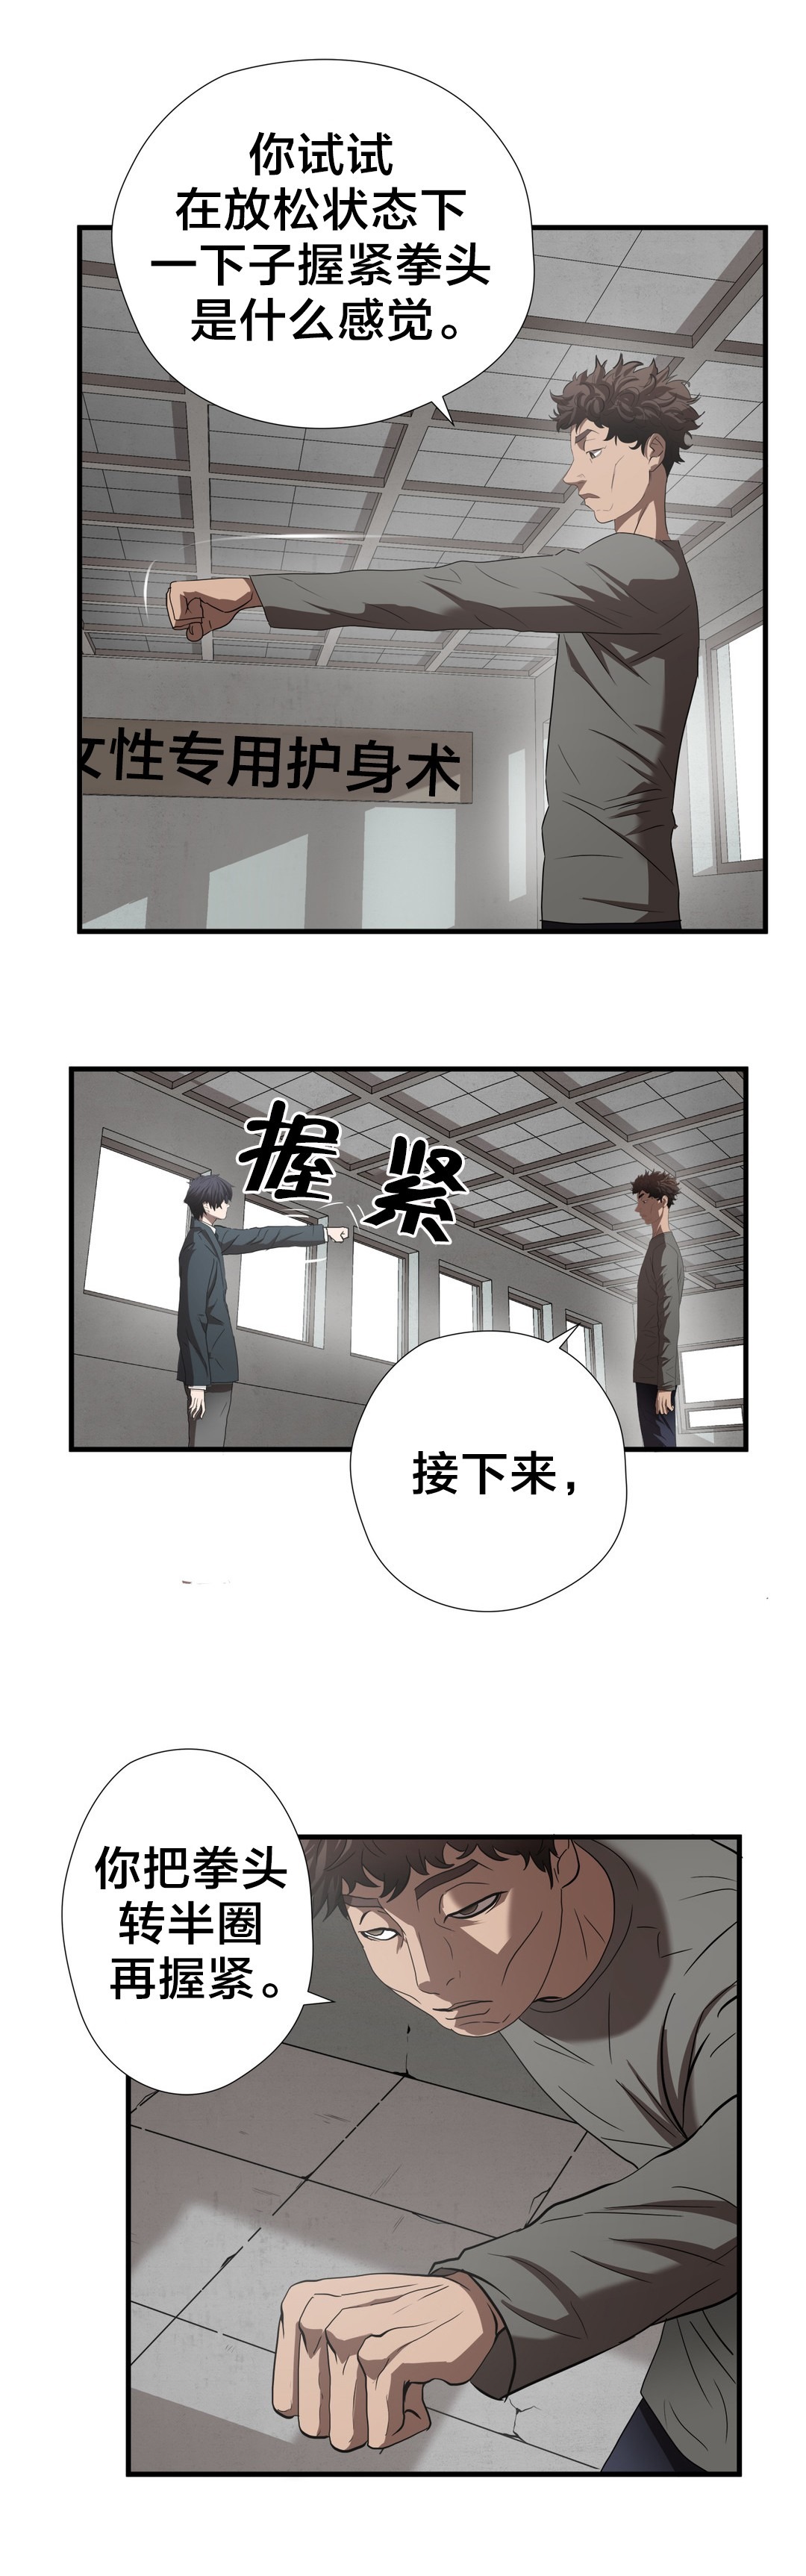 你试试
在放松状态下
一下子握紧拳头
是什么感觉。
女性专用护身术
握紧
接下来，
你把拳头
转半圈
再握紧。